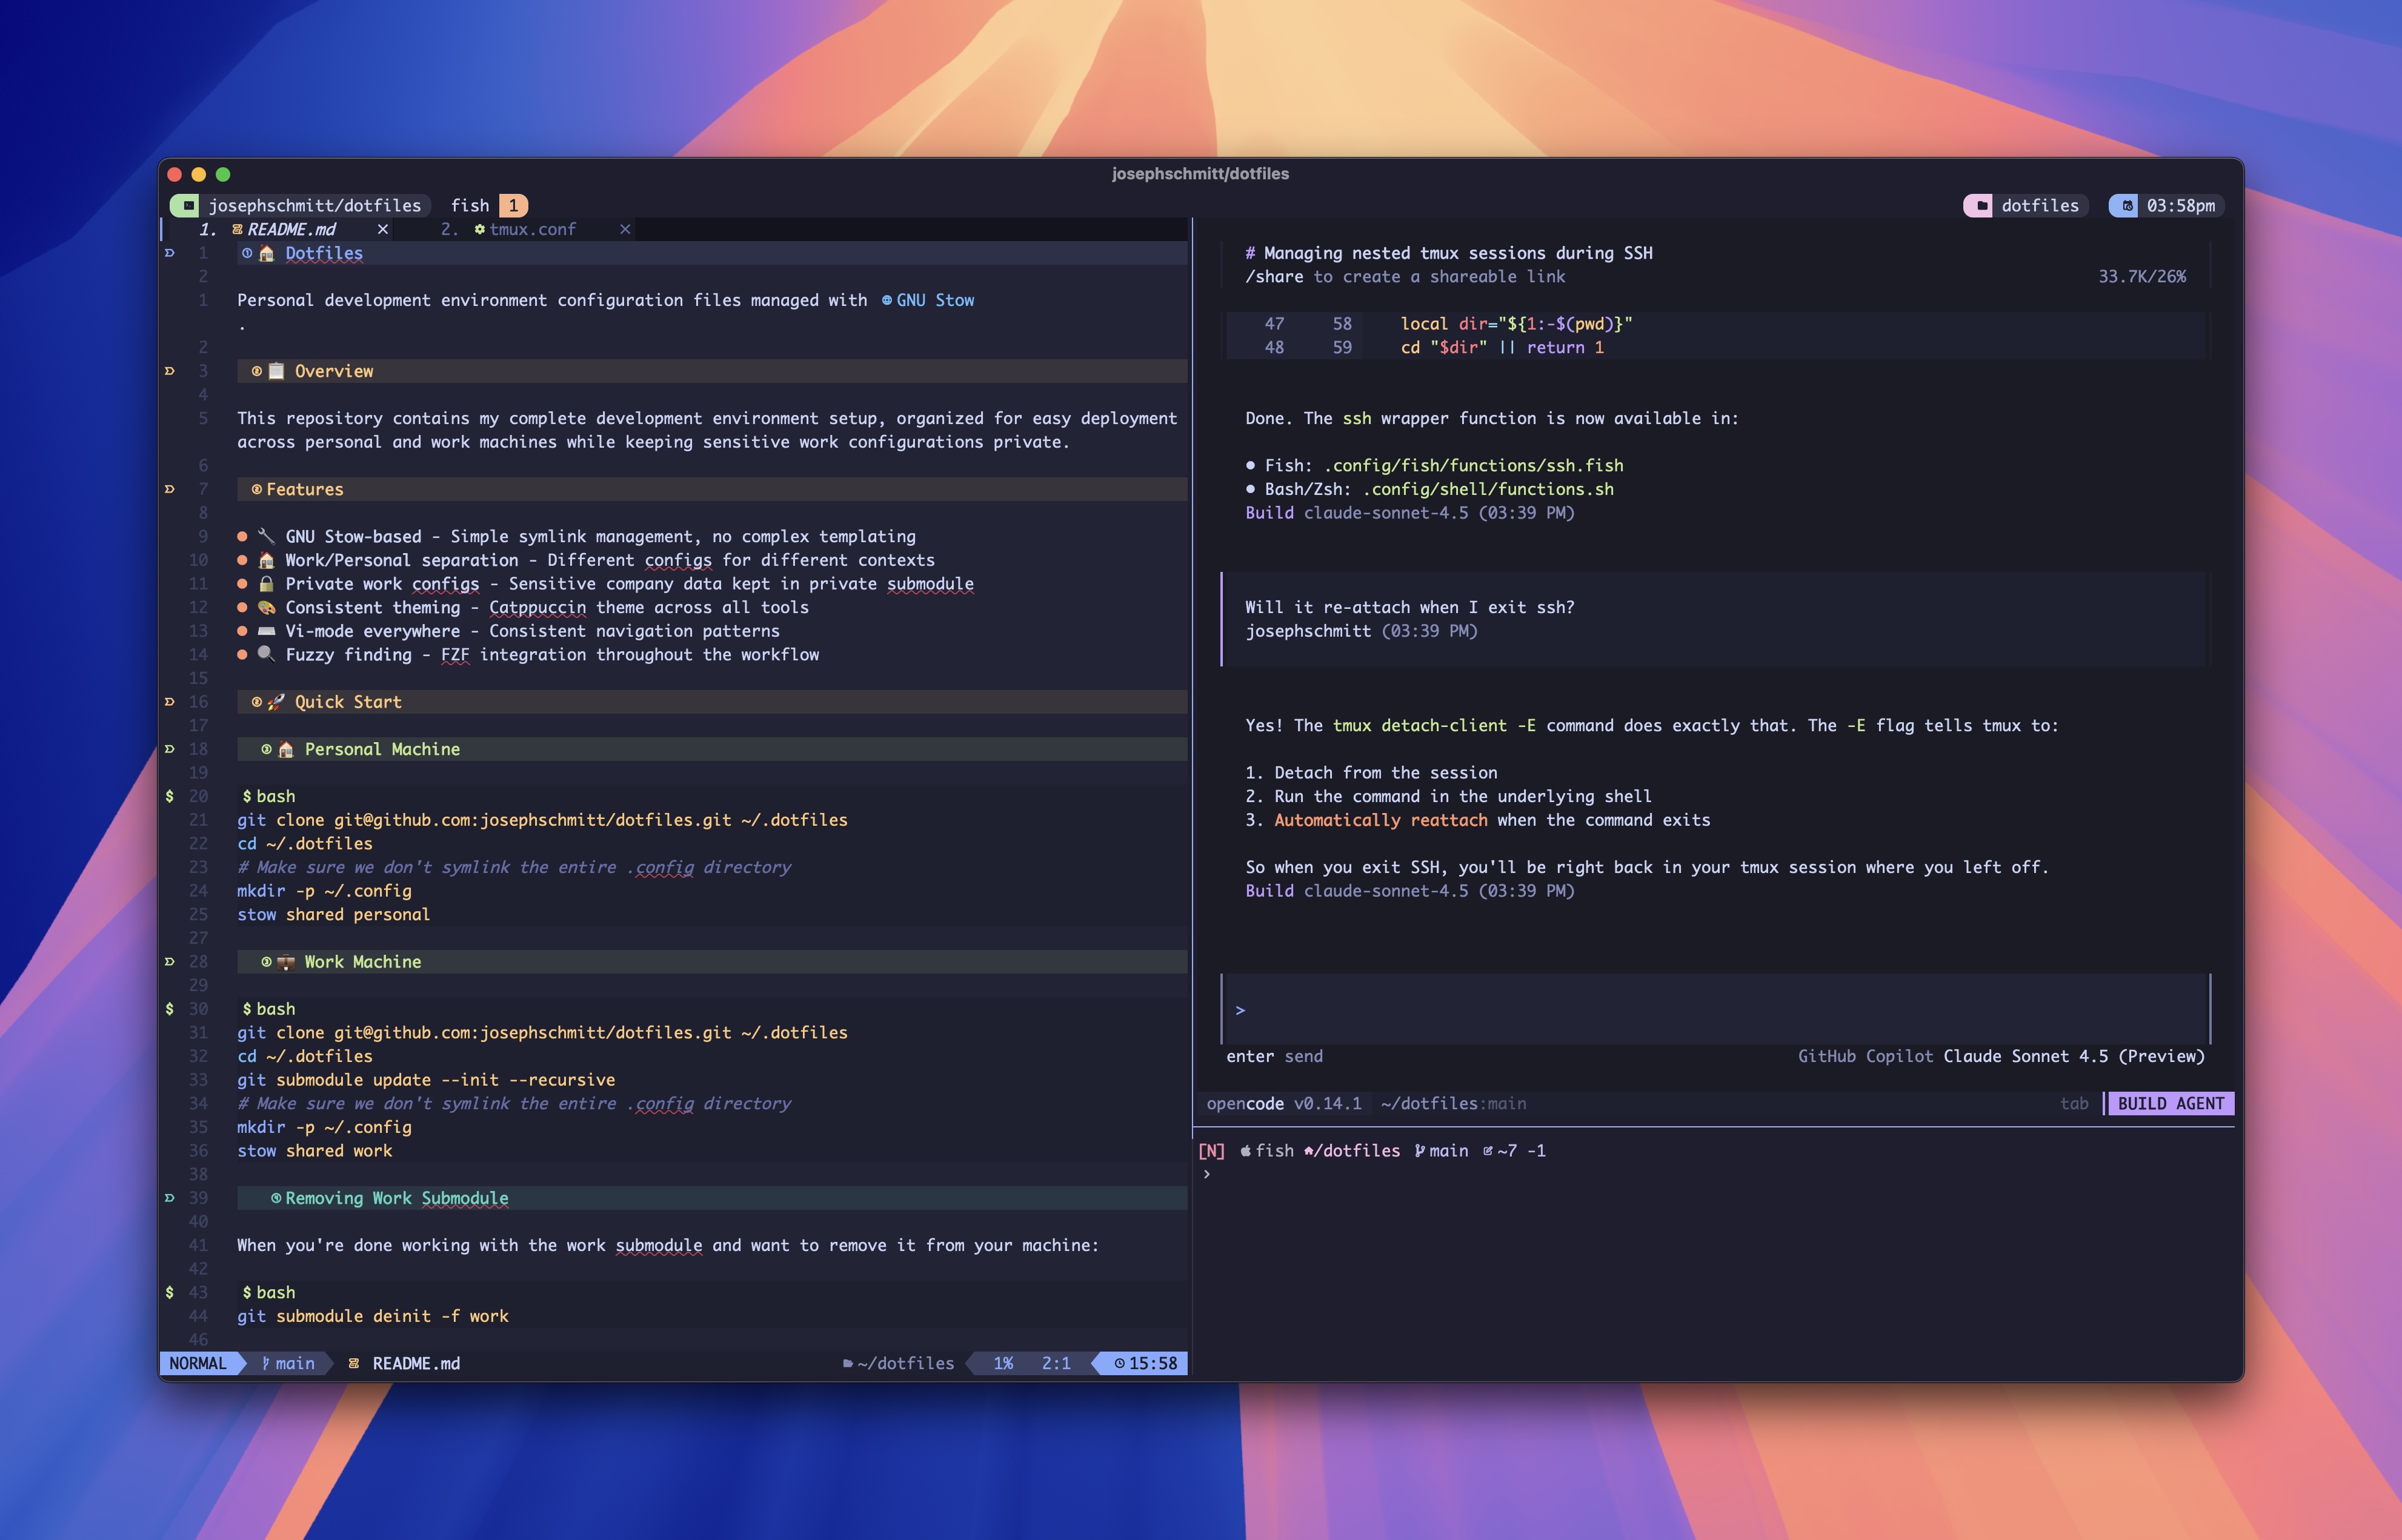 josephschmitt/dotfiles
josephschmitt/dotfiles fish 1
dotfiles 03:58pm
1. README.md × 2. tmux.conf ×
1 Dotfiles
2
1 Personal development environment configuration files managed with GNU Stow
.
2
3 Overview
4
5 This repository contains my complete development environment setup, organized for easy deployment
across personal and work machines while keeping sensitive work configurations private.
6
7 Features
8
9 GNU Stow-based - Simple symlink management, no complex templating
10 Work/Personal separation - Different configs for different contexts
11 Private work configs - Sensitive company data kept in private submodule
12 Consistent theming - Catppuccin theme across all tools
13 Vi-mode everywhere - Consistent navigation patterns
14 Fuzzy finding - FZF integration throughout the workflow
15
16 Quick Start
17
18 Personal Machine
19
$ 20 $ bash
21 git clone git@github.com:josephschmitt/dotfiles.git ~/.dotfiles
22 cd ~/.dotfiles
23 # Make sure we don't symlink the entire .config directory
24 mkdir -p ~/.config
25 stow shared personal
27
28 Work Machine
29
$ 30 $ bash
31 git clone git@github.com:josephschmitt/dotfiles.git ~/.dotfiles
32 cd ~/.dotfiles
33 git submodule update --init --recursive
34 # Make sure we don't symlink the entire .config directory
35 mkdir -p ~/.config
36 stow shared work
38
39 Removing Work Submodule
40
41 When you're done working with the work submodule and want to remove it from your machine:
42
$ 43 $ bash
44 git submodule deinit -f work
46
NORMAL main README.md ~/dotfiles 1% 2:1 15:58
# Managing nested tmux sessions during SSH
/share to create a shareable link 33.7K/26%
47 58 local dir="${1:-$(pwd)}"
48 59 cd "$dir" || return 1
Done. The ssh wrapper function is now available in:
● Fish: .config/fish/functions/ssh.fish
● Bash/Zsh: .config/shell/functions.sh
Build claude-sonnet-4.5 (03:39 PM)
Will it re-attach when I exit ssh?
josephschmitt (03:39 PM)
Yes! The tmux detach-client -E command does exactly that. The -E flag tells tmux to:
1. Detach from the session
2. Run the command in the underlying shell
3. Automatically reattach when the command exits
So when you exit SSH, you'll be right back in your tmux session where you left off.
Build claude-sonnet-4.5 (03:39 PM)
>
enter send GitHub Copilot Claude Sonnet 4.5 (Preview)
opencode v0.14.1 ~/dotfiles:main tab BUILD AGENT
[N] fish /dotfiles main ~7 -1
›